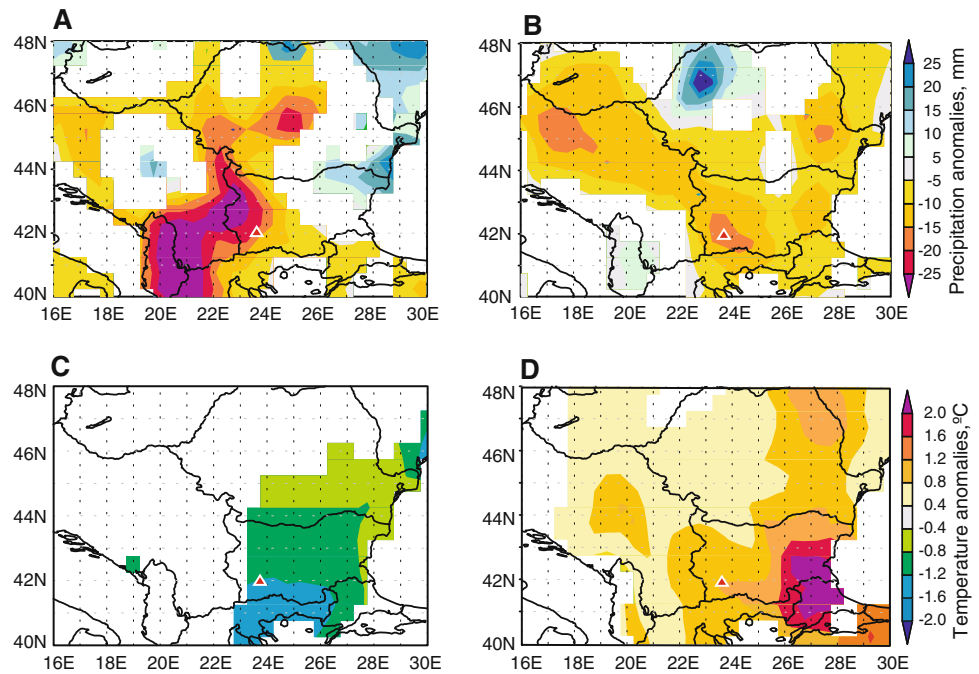 A
48N
46N
44N
42N
40N
16E 18E 20E 22E 24E 26E 28E 30E
B
48N
46N
44N
42N
40N
16E 18E 20E 22E 24E 26E 28E 30E
25
20
15
10
5
-5
-10
-15
-20
-25
Precipitation anomalies, mm
C
48N
46N
44N
42N
40N
16E 18E 20E 22E 24E 26E 28E 30E
D
48N
46N
44N
42N
40N
16E 18E 20E 22E 24E 26E 28E 30E
2.0
1.6
1.2
0.8
0.4
-0.4
-0.8
-1.2
-1.6
-2.0
Temperature anomalies,ºC